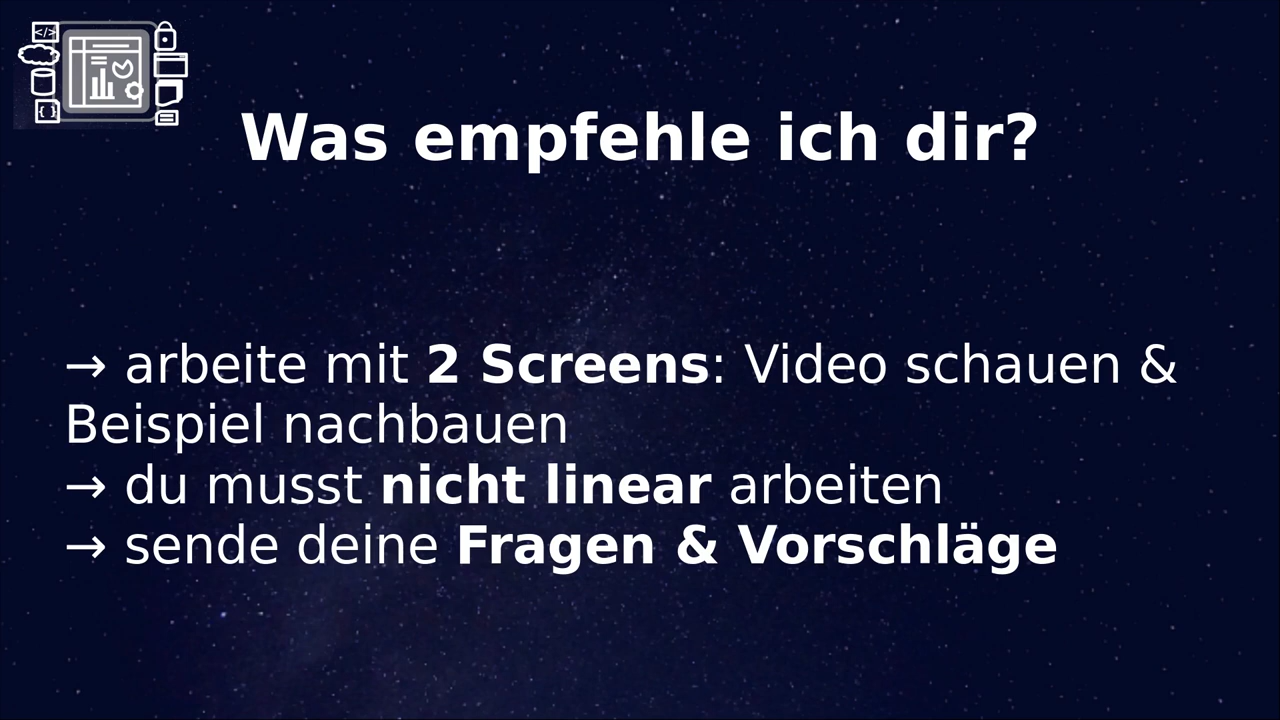 </>
{ }
Was empfehle ich dir?
→ arbeite mit 2 Screens: Video schauen &
Beispiel nachbauen
→ du musst nicht linear arbeiten
→ sende deine Fragen & Vorschläge